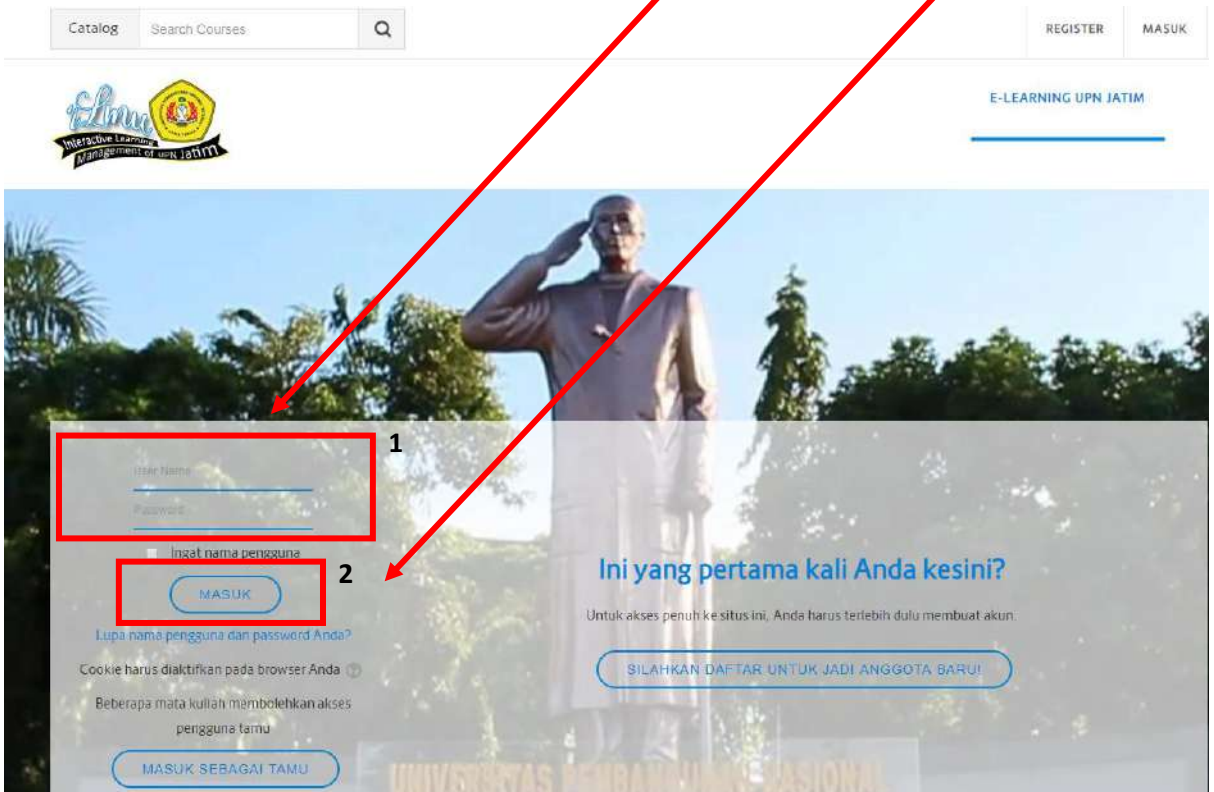 Catalog
Search Courses
REGISTER
MASUK
Interactive Learning
Management of UPN Jatim
E-LEARNING UPN JATIM
1
User Name
Password
Ingat nama pengguna
2
MASUK
Lupa nama pengguna dan password Anda?
Cookie harus diaktifkan pada browser Anda
Beberapa mata kuliah membolehkan akses
pengguna tamu
MASUK SEBAGAI TAMU
Ini yang pertama kali Anda kesini?
Untuk akses penuh ke situs ini, Anda harus terlebih dulu membuat akun.
SILAHKAN DAFTAR UNTUK JADI ANGGOTA BARU!
UNIVERSITAS PEMBANGUNAN NASIONAL